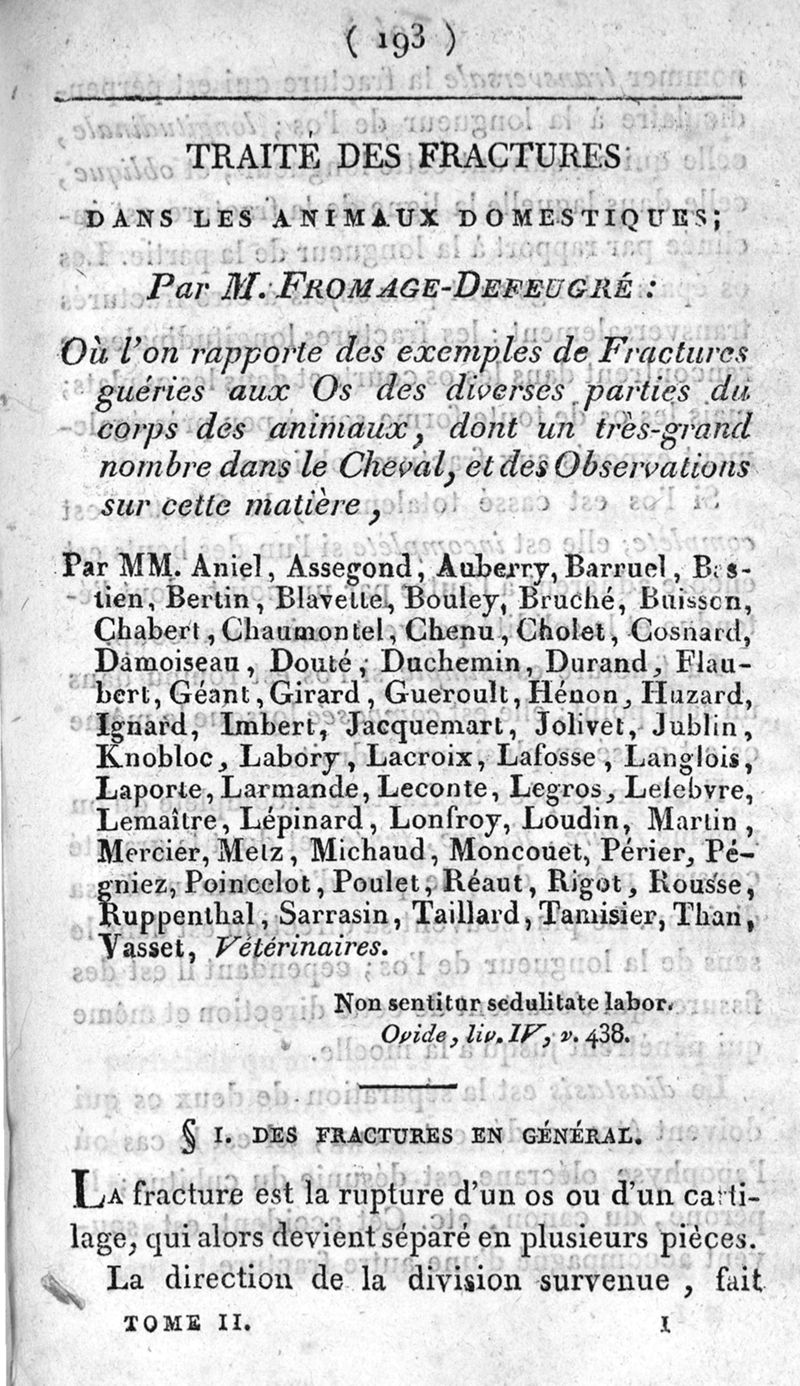 ( 193 )
TRAITÉ DES FRACTURES
DANS LES ANIMAUX DOMESTIQUES;
Par M. FROMAGE-DEFEUGRÉ :
Où l'on rapporte des exemples de Fractures
guéries aux Os des diverses parties du
corps des animaux, dont un très-grand
nombre dans le Cheval, et des Observations
sur cette matière,
Par MM. Aniel, Assegond, Auberry, Barruel, Bas-
tien, Bertin, Blavette, Bouley, Bruché, Buisson,
Chabert, Chaumontel, Chenu, Cholet, Cosnard,
Damoiseau, Douté, Duchemin, Durand, Flau-
bert, Géant, Girard, Gueroult, Hénon, Huzard,
Ignard, Imbert, Jacquemart, Jolivet, Jublin,
Knobloc, Labory, Lacroix, Lafosse, Langlois,
Laporte, Larmande, Leconte, Legros, Lefebvre,
Lemaître, Lépinard, Lonfroy, Loudin, Martin,
Mercier, Metz, Michaud, Moncouet, Périer, Pé-
gniez, Poincelot, Poulet, Réaut, Rigot, Rousse,
Ruppenthal, Sarrasin, Taillard, Tamisier, Than,
Vasset, Vétérinaires.
Non sentitur sedulitate labor.
Ovide, liv. IV, v. 438.
§ I. DES FRACTURES EN GÉNÉRAL.
LA fracture est la rupture d'un os ou d'un carti-
lage, qui alors devient séparé en plusieurs pièces.
La direction de la division survenue, fait
TOME II. I